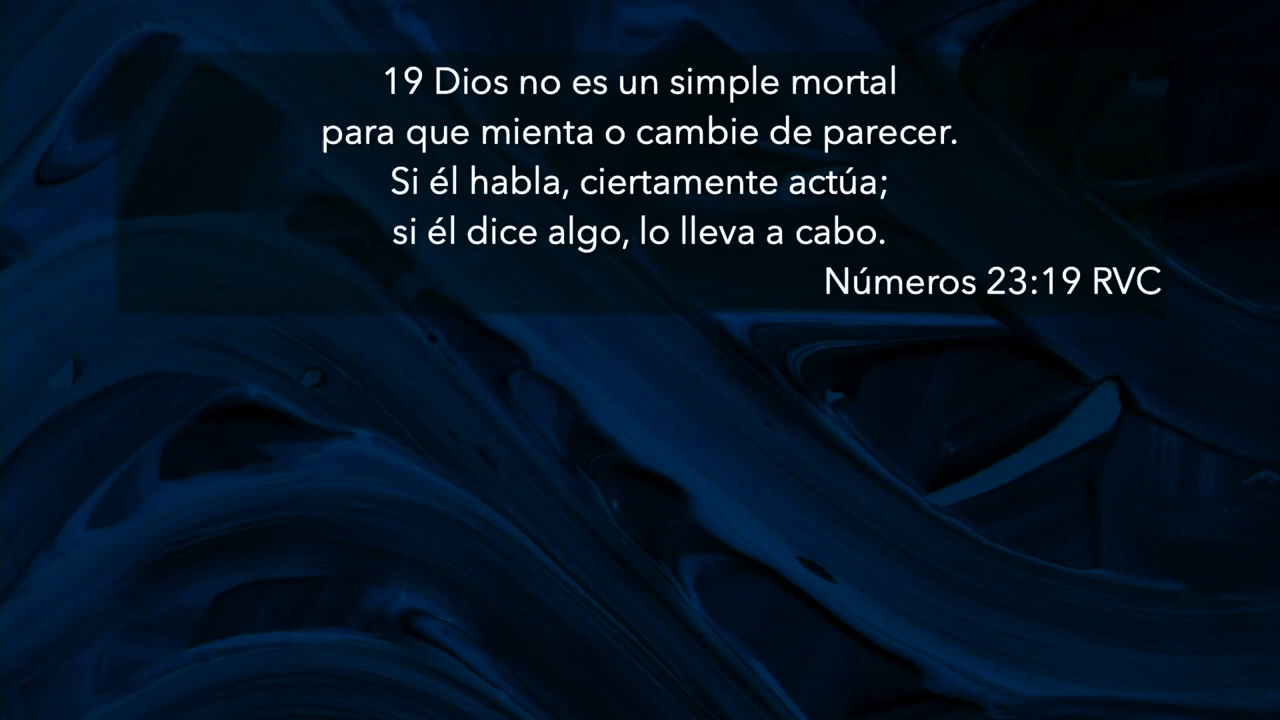 19 Dios no es un simple mortal
para que mienta o cambie de parecer.
Si él habla, ciertamente actúa;
si él dice algo, lo lleva a cabo.
Números 23:19 RVC